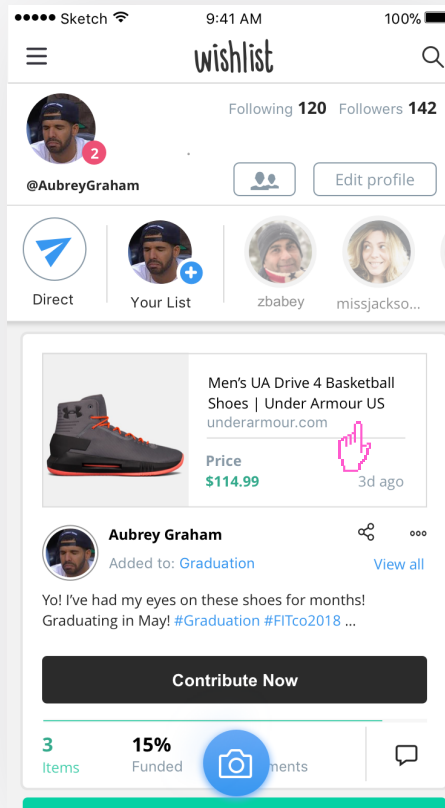 Sketch 9:41 AM 100%
wishlist
Following 120 Followers 142
2
@AubreyGraham
Edit profile
Direct
Your List
zbabey
missjackso...
Men's UA Drive 4 Basketball
Shoes | Under Armour US
underarmour.com
Price
$114.99
3d ago
Aubrey Graham
Added to: Graduation
View all
Yo! I've had my eyes on these shoes for months!
Graduating in May! #Graduation #FITco2018 ...
Contribute Now
3 15%
Items Funded ments